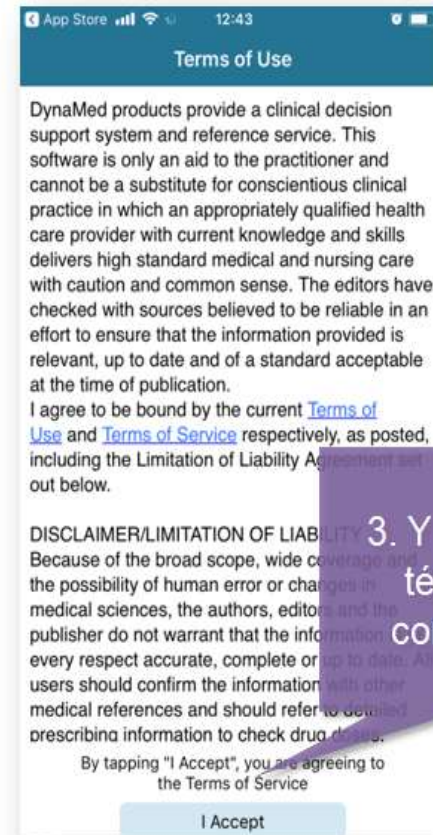 App Store 12:43
Terms of Use
DynaMed products provide a clinical decision
support system and reference service. This
software is only an aid to the practitioner and
cannot be a substitute for conscientious clinical
practice in which an appropriately qualified health
care provider with current knowledge and skills
delivers high standard medical and nursing care
with caution and common sense. The editors have
checked with sources believed to be reliable in an
effort to ensure that the information provided is
relevant, up to date and of a standard acceptable
at the time of publication.
I agree to be bound by the current Terms of
Use and Terms of Service respectively, as posted,
including the Limitation of Liability Agreement set
out below.
DISCLAIMER/LIMITATION OF LIABILITY
Because of the broad scope, wide coverage and
the possibility of human error or changes in
medical sciences, the authors, editors and the
publisher do not warrant that the information
every respect accurate, complete or up to date. All
users should confirm the information with other
medical references and should refer to detailed
prescribing information to check drug doses.
By tapping "I Accept", you are agreeing to
the Terms of Service
I Accept
3. Y
té
co